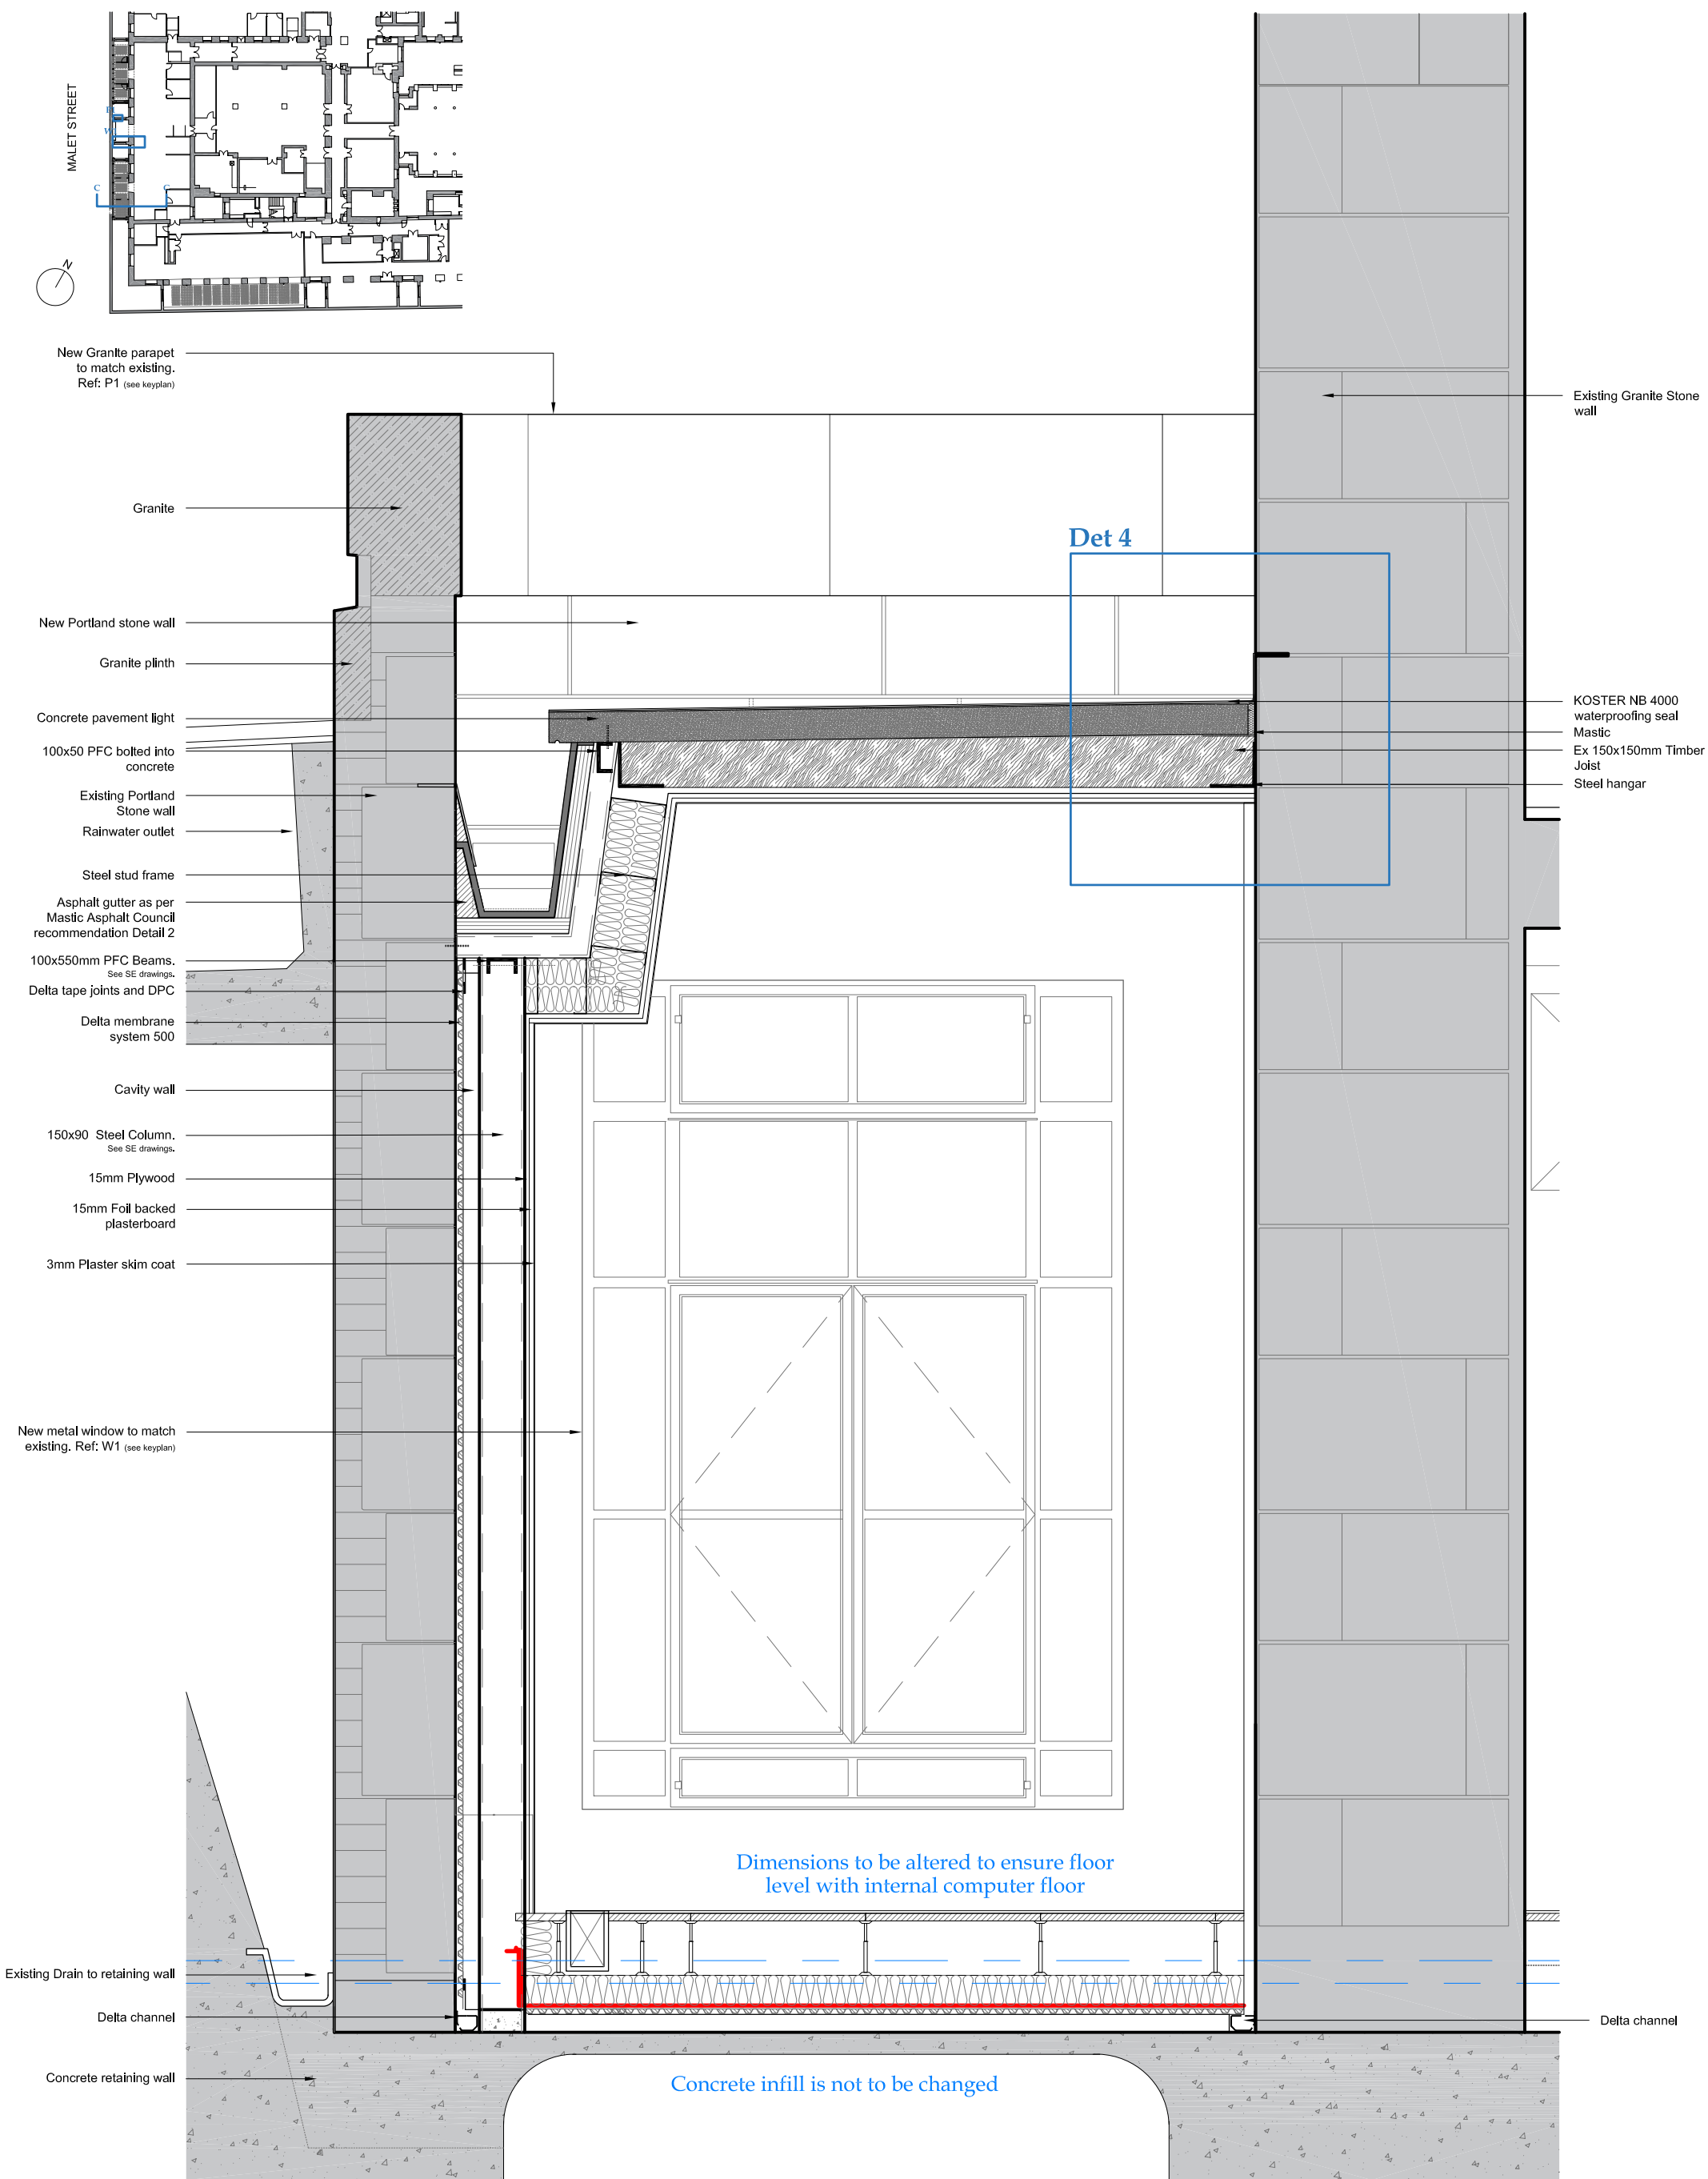 MALET STREET
C
C
N
New Granite parapet
to match existing.
Ref: P1 (see keyplan)
Granite
New Portland stone wall
Granite plinth
Concrete pavement light
100x50 PFC bolted into
concrete
Existing Portland
Stone wall
Rainwater outlet
Steel stud frame
Asphalt gutter as per
Mastic Asphalt Council
recommendation Detail 2
100x550mm PFC Beams.
See SE drawings.
Delta tape joints and DPC
Delta membrane
system 500
Cavity wall
150x90 Steel Column.
See SE drawings.
15mm Plywood
15mm Foil backed
plasterboard
3mm Plaster skim coat
New metal window to match
existing. Ref: W1 (see keyplan)
Existing Drain to retaining wall
Delta channel
Concrete retaining wall
Det 4
Existing Granite Stone
wall
KOSTER NB 4000
waterproofing seal
Mastic
Ex 150x150mm Timber
Joist
Steel hangar
Dimensions to be altered to ensure floor
level with internal computer floor
Delta channel
Concrete infill is not to be changed